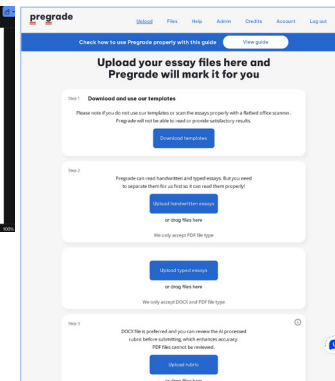 pregrade
Upload Files Help Admin Credits Account Log out
Check how to use Pregrade properly with this guide View guide
Upload your essay files here and
Pregrade will mark it for you
Step 1 Download and use our templates
Please note if you do not use our templates or scan the essays properly with a flatbed office scanner.
Pregrade will not be able to read or provide satisfactory results.
Download templates
Step 2
Pregrade can read handwritten and typed essays. But you need
to separate them for us first so it can read them properly!
Upload handwritten essays
or drag files here
We only accept PDF file type
Upload typed essays
or drag files here
We only accept DOCX and PDF file type
DOCX file is preferred and you can review the AI processed
rubric before submitting, which enhances accuracy.
PDF files cannot be reviewed.
Upload rubric
or drag files here
100%